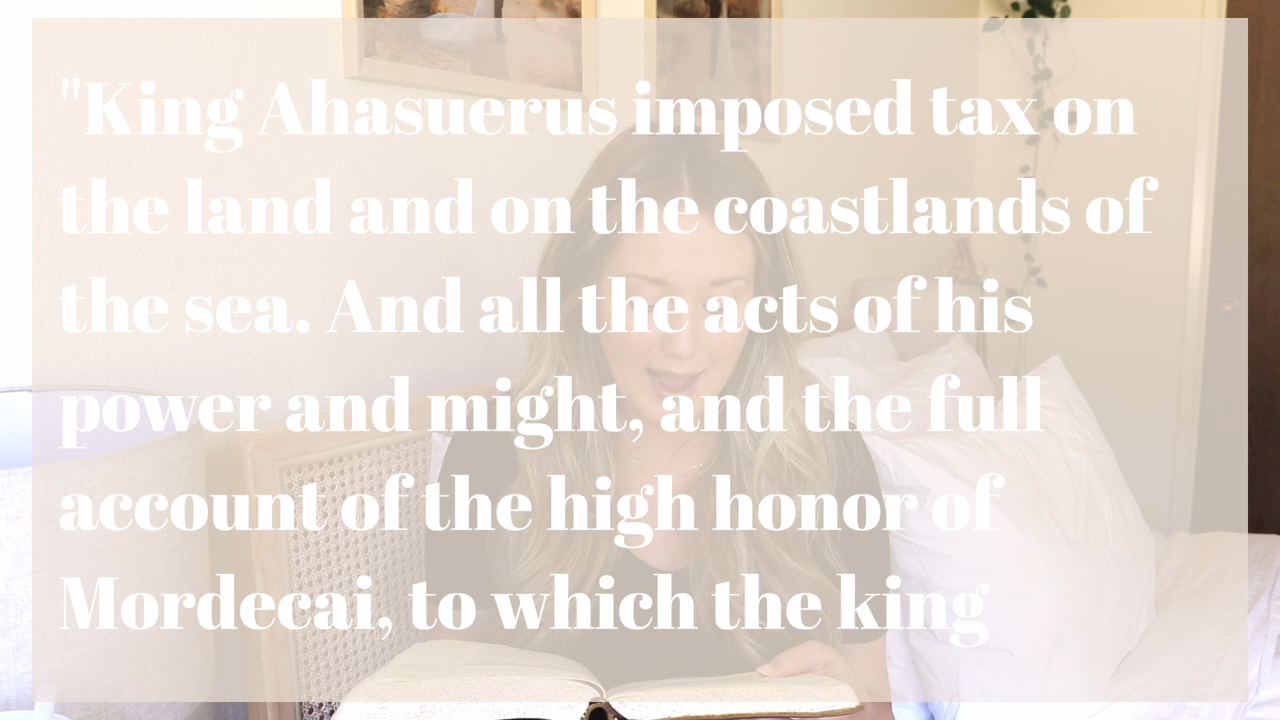 "King Ahasuerus imposed tax on
the land and on the coastlands of
the sea. And all the acts of his
power and might, and the full
account of the high honor of
Mordecai, to which the king